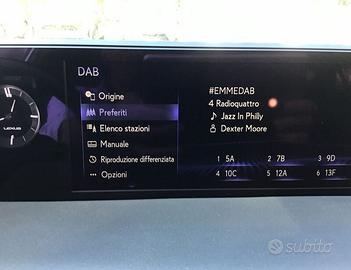 DAB
Origine
Preferiti
Elenco stazioni
Manuale
Riproduzione differenziata
Opzioni
#EMMEDAB
4 Radioquattro
Jazz In Philly
Dexter Moore
1 5A 2 7B 3 9D
4 10C 5 12A 6 13F
LEXUS
subito